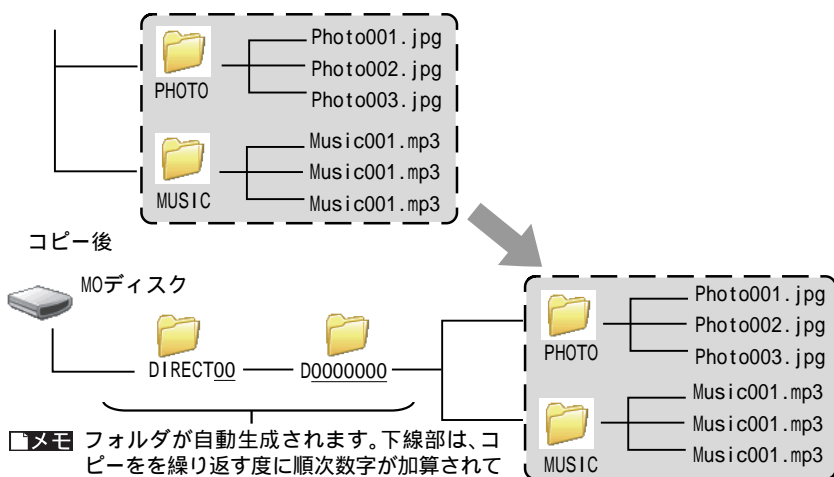 Photo001.jpg
Photo002.jpg
PHOTO
Photo003.jpg
Music001.mp3
Music001.mp3
MUSIC
Music001.mp3
コピー後
MOディスク
DIRECT00
D0000000
PHOTO
Photo001.jpg
Photo002.jpg
Photo003.jpg
MUSIC
Music001.mp3
Music001.mp3
Music001.mp3
メモ フォルダが自動生成されます。下線部は、コ
ピーをを繰り返す度に順次数字が加算されて